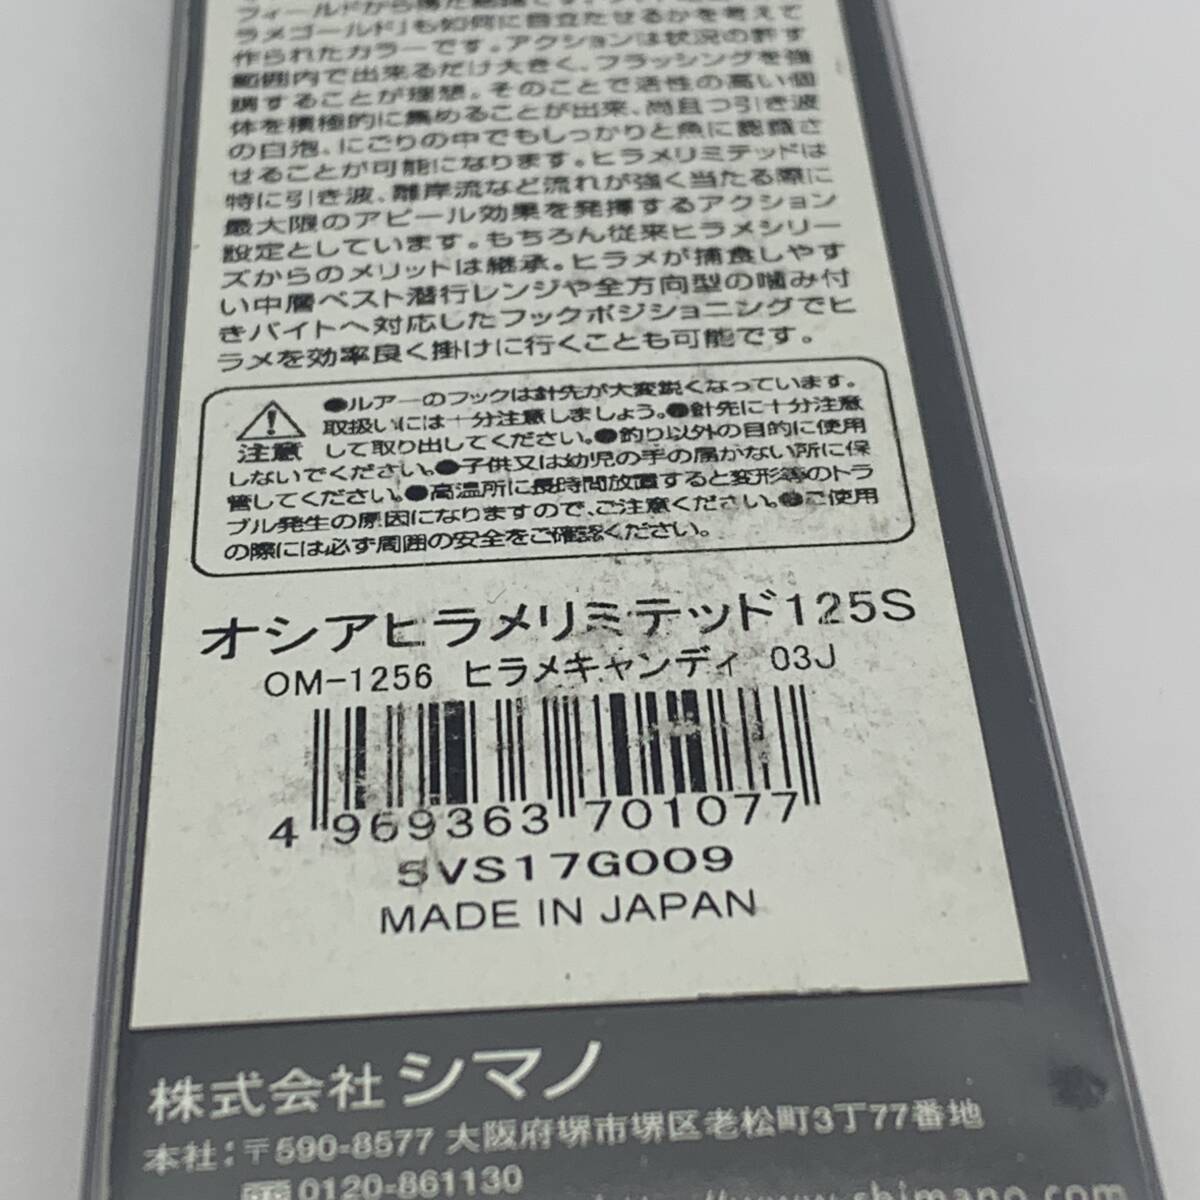 ラメゴールド」も如何に目立たせるかを考えて
作られたカラーです。アクションは状況の許す
範囲内で出来るだけ大きく、フラッシングを強
調することが理想。そのことで活性の高い個
体を積極的に集めることが出来、尚且つ引き波
の白泡、にごりの中でもしっかりと魚に認識さ
せることが可能になります。ヒラメリミテッドは
特に引き波、離岸流など流れが強く当たる際に
最大限のアピール効果を発揮するアクション
設定としています。もちろん従来ヒラメシリー
ズからのメリットは継承。ヒラメが捕食しやす
い中層ベスト潜行レンジや全方向型の噛み付
きバイトへ対応したフックポジショニングでヒ
ラメを効率良く掛けに行くことも可能です。
注意
●ルアーのフックは針先が大変鋭くなっています。
取扱いには十分注意しましょう。●針先に十分注意
して取り出してください。●釣り以外の目的に使用
しないでください。●子供又は幼児の手の届かない所に保
管してください。●高温所に長時間放置すると変形等のトラ
ブル発生の原因になりますので、ご注意ください。●ご使用
の際には必ず周囲の安全をご確認ください。
オシアヒラメリミテッド125S
OM-1256 ヒラメキャンディ 03J
4 969363 701077
SVS17G009
MADE IN JAPAN
株式会社 シマノ
本社:〒590-8577 大阪府堺市堺区老松町3丁77番地
0120-861130